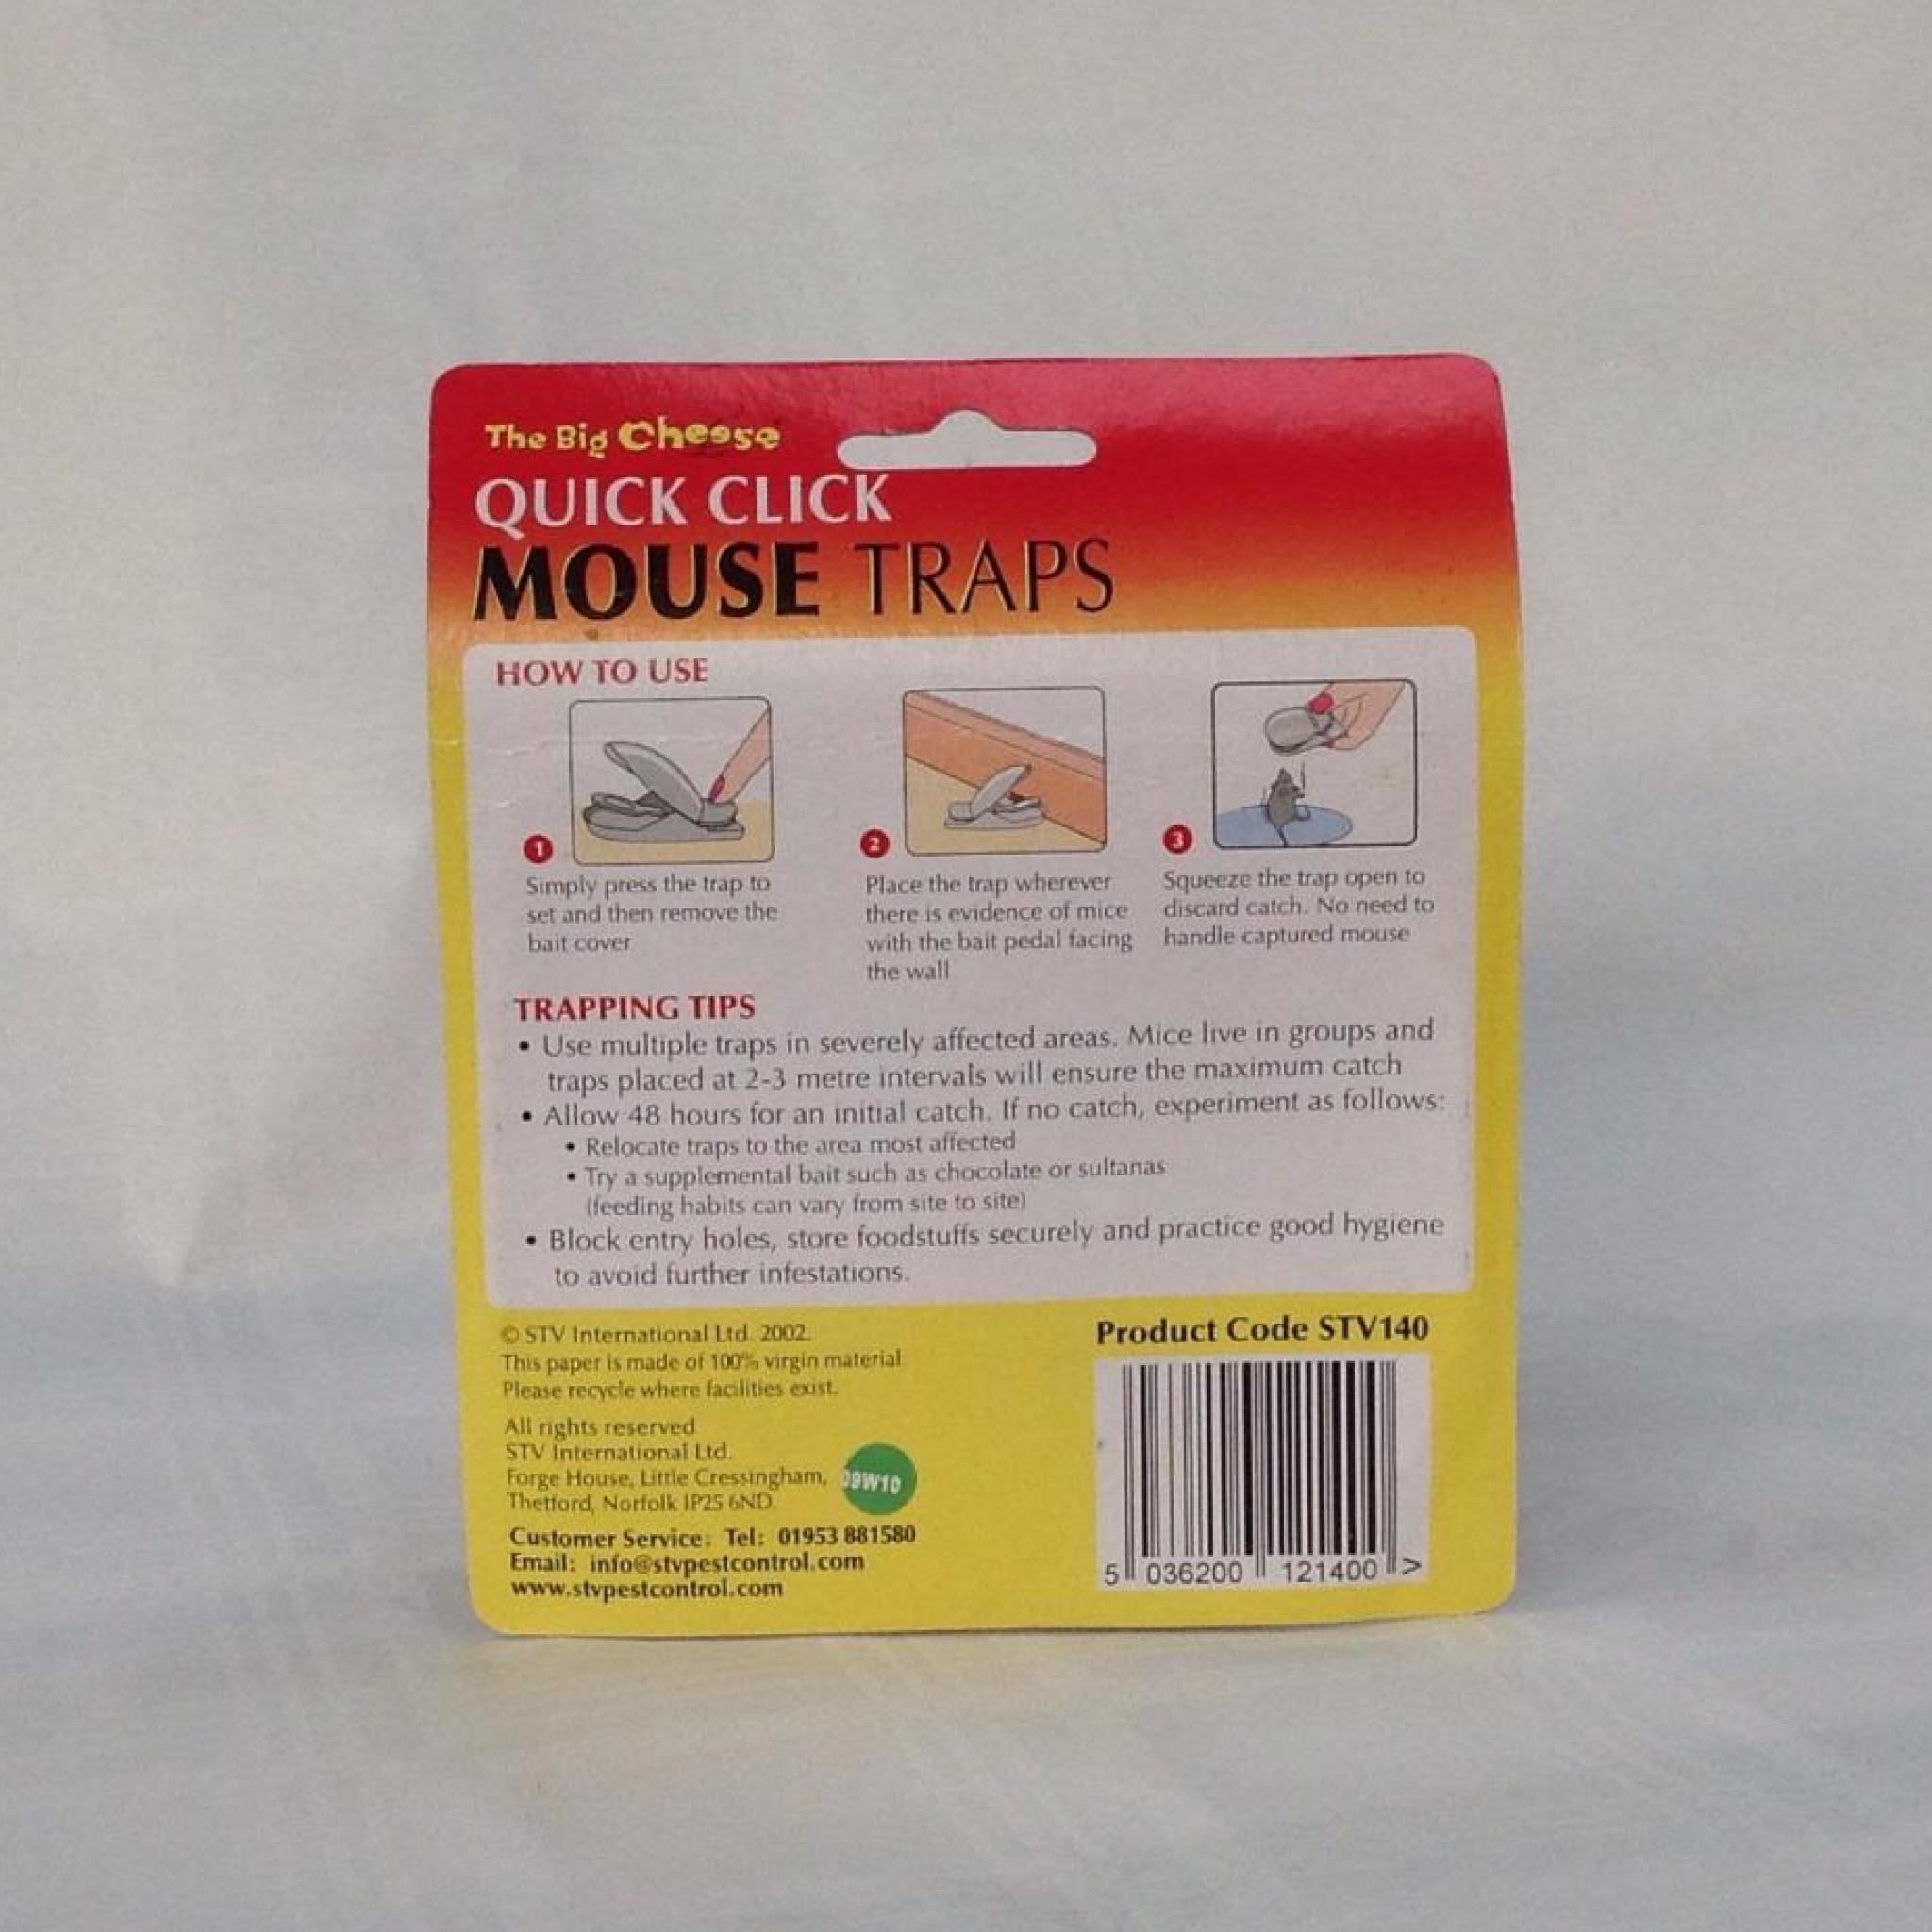 The Big Cheese
QUICK CLICK
MOUSE TRAPS
HOW TO USE
1
Simply press the trap to
set and then remove the
bait cover
2
Place the trap wherever
there is evidence of mice
with the bait pedal facing
the wall
3
Squeeze the trap open to
discard catch. No need to
handle captured mouse
TRAPPING TIPS
• Use multiple traps in severely affected areas. Mice live in groups and
traps placed at 2-3 metre intervals will ensure the maximum catch
• Allow 48 hours for an initial catch. If no catch, experiment as follows:
• Relocate traps to the area most affected
• Try a supplemental bait such as chocolate or sultanas
(feeding habits can vary from site to site)
• Block entry holes, store foodstuffs securely and practice good hygiene
to avoid further infestations.
© STV International Ltd. 2002.
This paper is made of 100% virgin material
Please recycle where facilities exist.
All rights reserved
STV International Ltd.
Forge House, Little Cressingham,
Thetford, Norfolk IP25 6ND
09W10
Customer Service: Tel: 01953 881580
Email: info@stvpestcontrol.com
www.stvpestcontrol.com
Product Code STV140
5 036200 121400 >